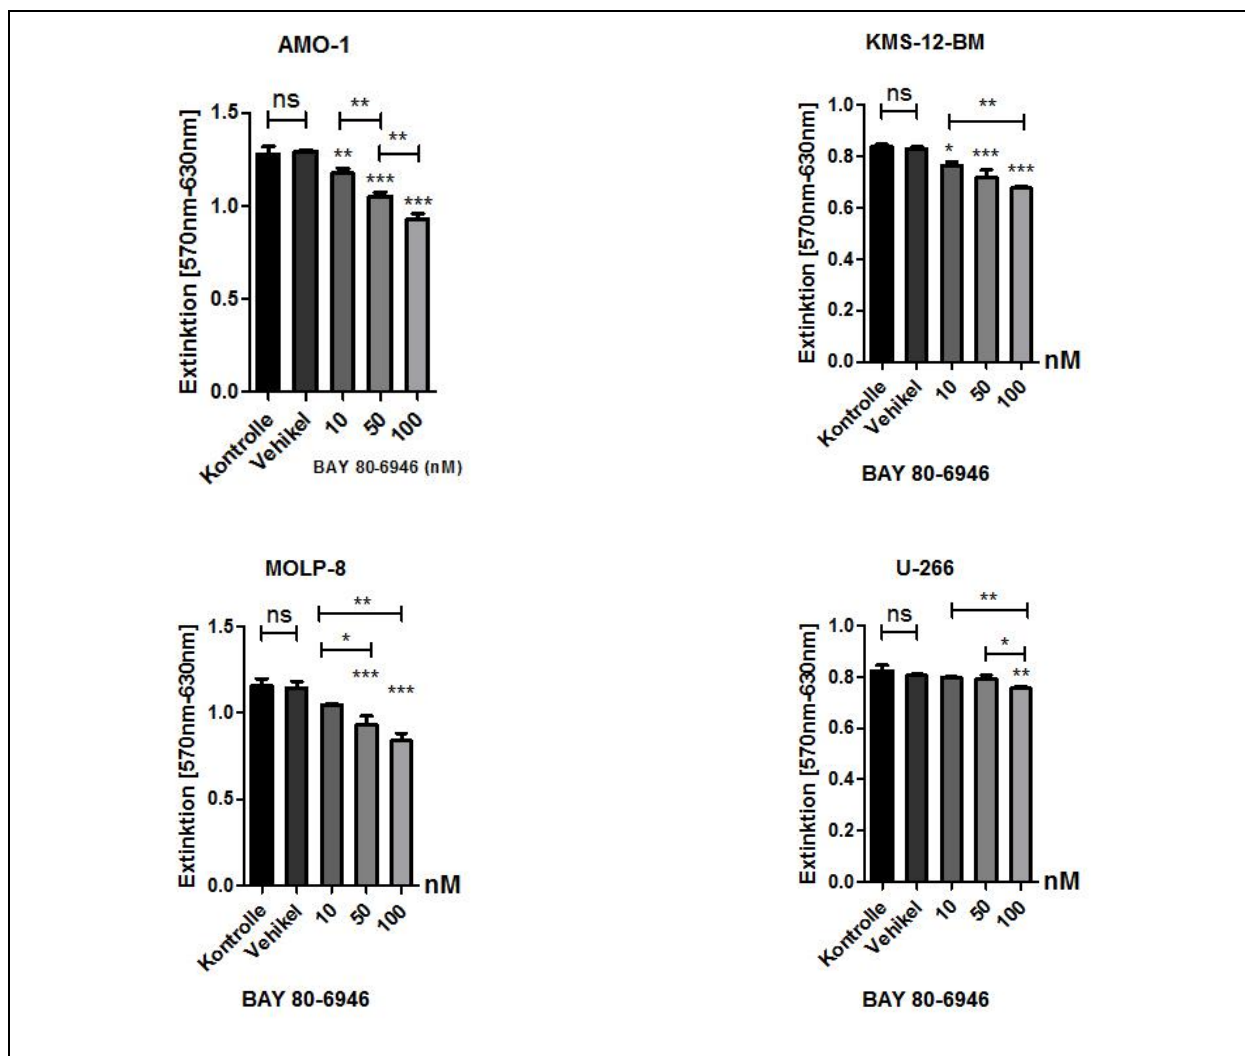 AMO-1
Extinktion [570nm-630nm]
1.5
1.0
0.5
0.0
ns
**
**
**
***
***
Kontrolle
Vehikel
10
50
100
BAY 80-6946 (nM)
KMS-12-BM
Extinktion [570nm-630nm]
1.0
0.8
0.6
0.4
0.2
0.0
ns
**
*
***
***
nM
Kontrolle
Vehikel
10
50
100
BAY 80-6946
MOLP-8
Extinktion [570nm-630nm]
1.5
1.0
0.5
0.0
ns
**
*
***
***
nM
Kontrolle
Vehikel
10
50
100
BAY 80-6946
U-266
Extinktion [570nm-630nm]
1.0
0.8
0.6
0.4
0.2
0.0
ns
**
*
**
nM
Kontrolle
Vehikel
10
50
100
BAY 80-6946